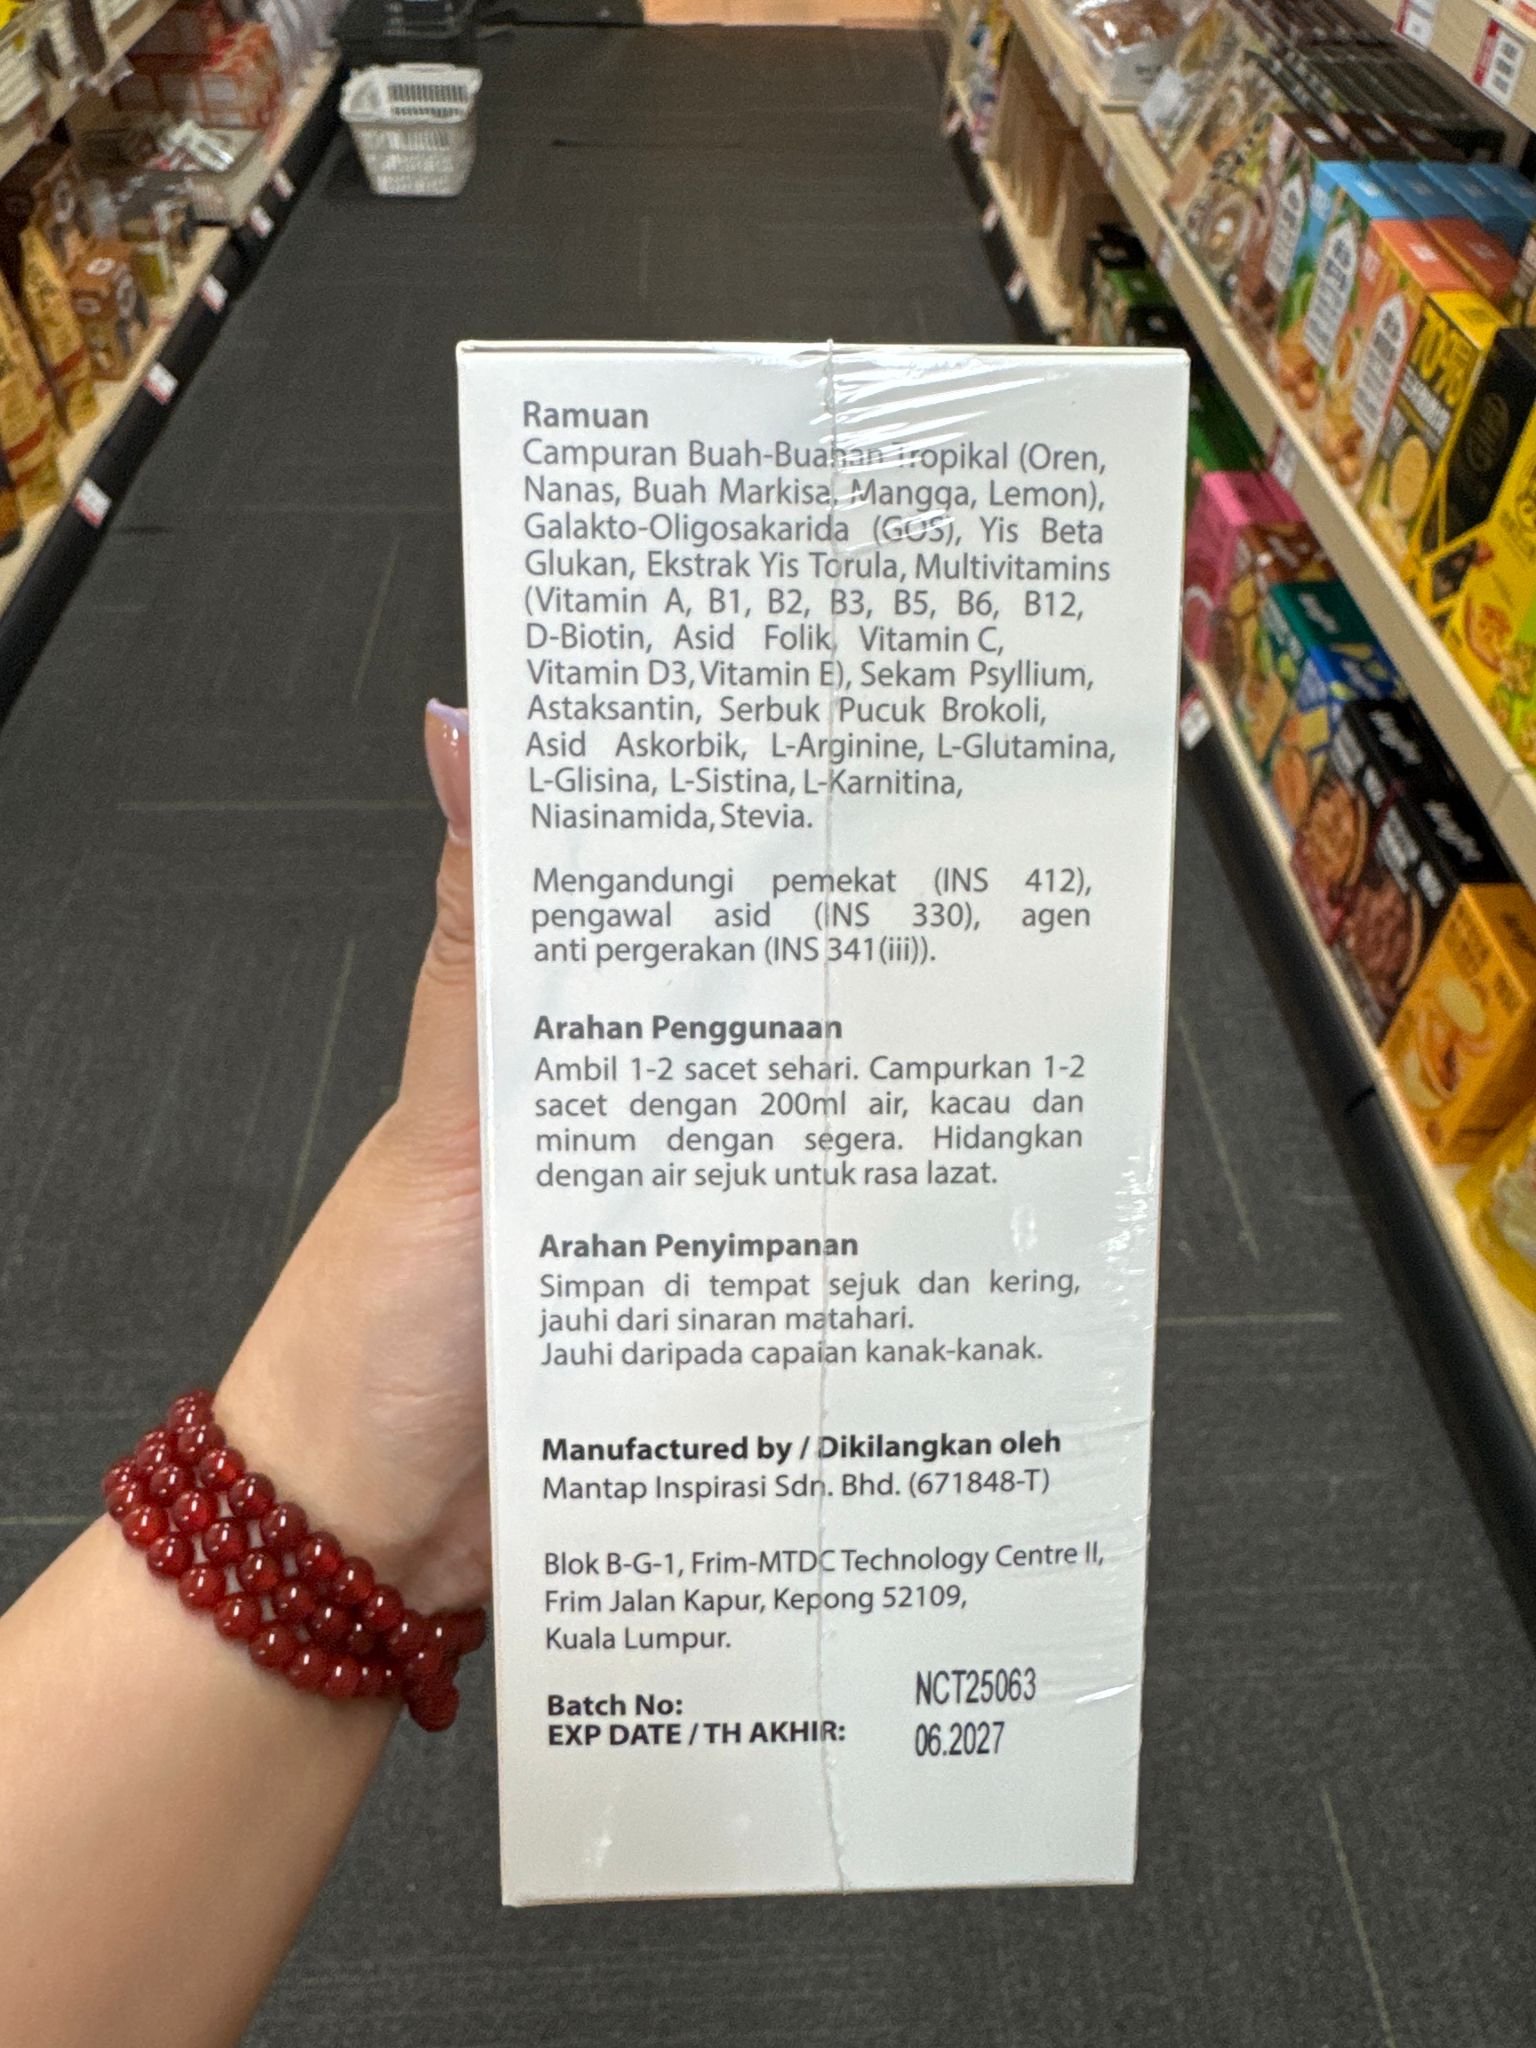 Ramuan
Campuran Buah-Buahan Tropikal (Oren,
Nanas, Buah Markisa, Mangga, Lemon),
Galakto-Oligosakarida (GOS), Yis Beta
Glukan, Ekstrak Yis Torula, Multivitamins
(Vitamin A, B1, B2, B3, B5, B6, B12,
D-Biotin, Asid Folik, Vitamin C,
Vitamin D3, Vitamin E), Sekam Psyllium,
Astaksantin, Serbuk Pucuk Brokoli,
Asid Askorbik, L-Arginine, L-Glutamina,
L-Glisina, L-Sistina, L-Karnitina,
Niasinamida, Stevia.
Mengandungi pemekat (INS 412),
pengawal asid (INS 330), agen
anti pergerakan (INS 341(iii)).
Arahan Penggunaan
Ambil 1-2 sacet sehari. Campurkan 1-2
sacet dengan 200ml air, kacau dan
minum dengan segera. Hidangkan
dengan air sejuk untuk rasa lazat.
Arahan Penyimpanan
Simpan di tempat sejuk dan kering,
jauhi dari sinaran matahari.
Jauhi daripada capaian kanak-kanak.
Manufactured by / Dikilangkan oleh
Mantap Inspirasi Sdn. Bhd. (671848-T)
Blok B-G-1, Frim-MTDC Technology Centre II,
Frim Jalan Kapur, Kepong 52109,
Kuala Lumpur.
Batch No: NCT25063
EXP DATE / TH AKHIR: 06.2027